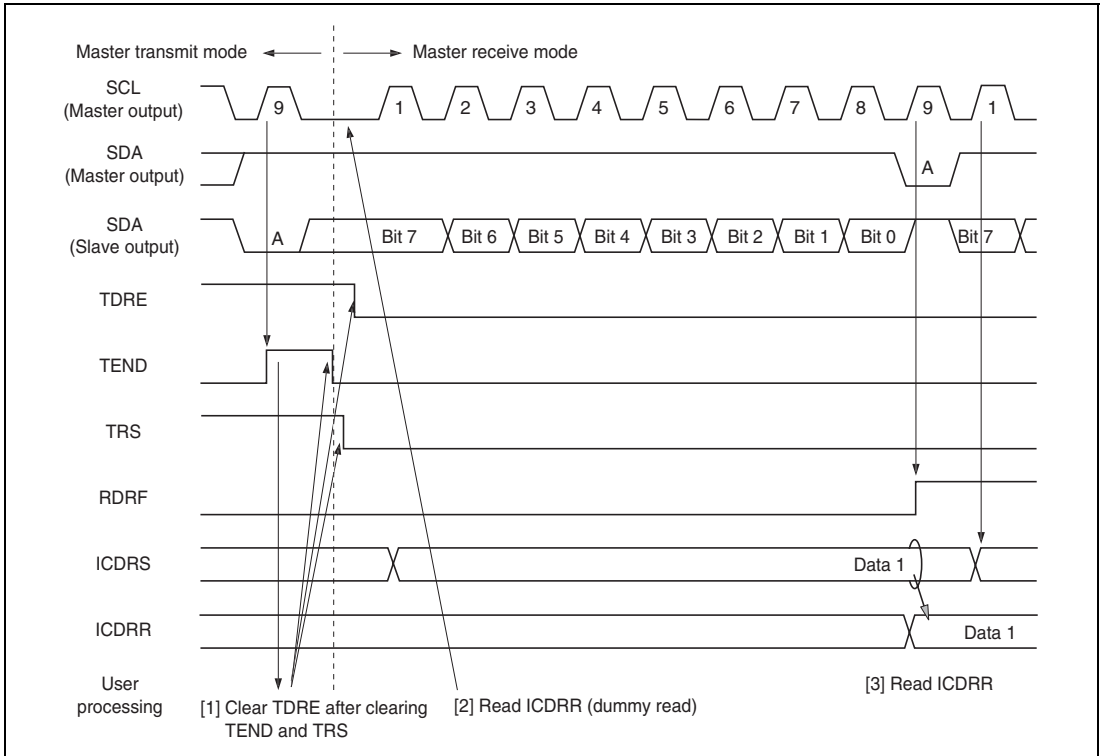 Master transmit mode
Master receive mode
SCL
(Master output)
9
1
2
3
4
5
6
7
8
9
1
SDA
(Master output)
A
SDA
(Slave output)
A
Bit 7
Bit 6
Bit 5
Bit 4
Bit 3
Bit 2
Bit 1
Bit 0
Bit 7
TDRE
TEND
TRS
RDRF
ICDRS
Data 1
ICDRR
Data 1
User
processing
[1] Clear TDRE after clearing
TEND and TRS
[2] Read ICDRR (dummy read)
[3] Read ICDRR